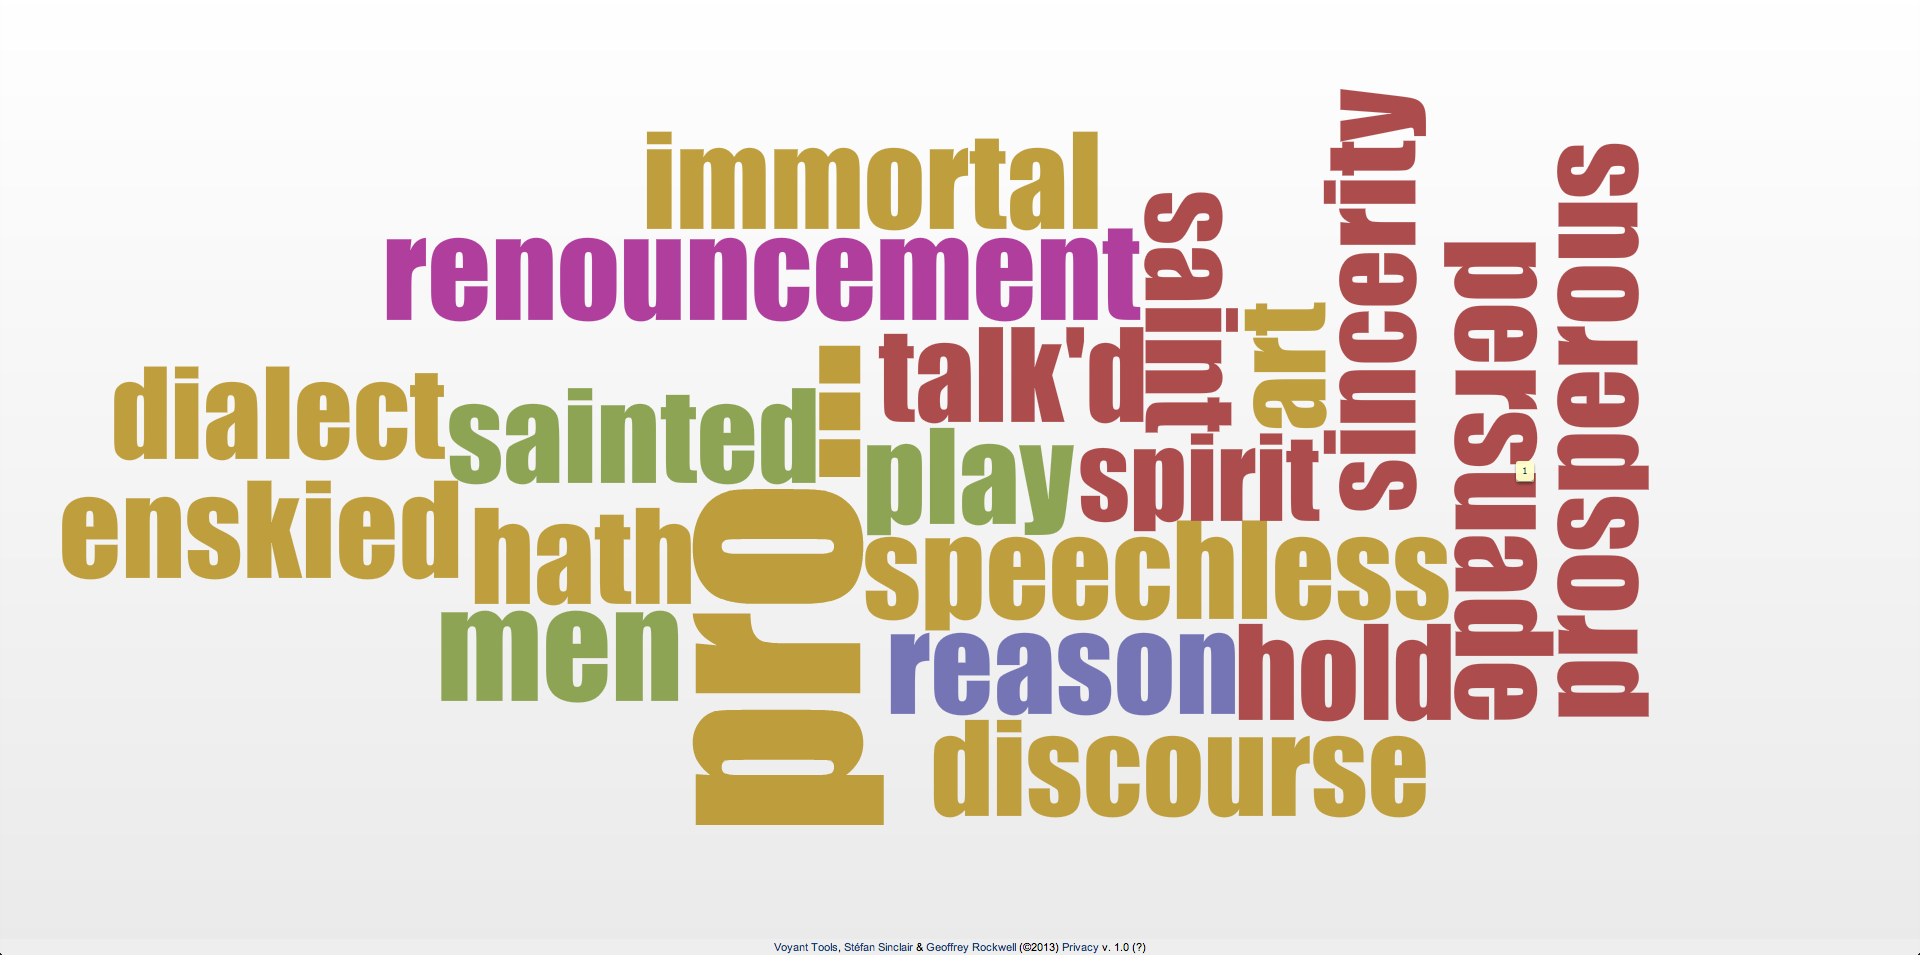 immortal
renouncement
saint
sincerity
prosperous
persuade
art
talk'd
dialect
sainted
pro...
play
spirit
enskied
hath
speechless
men
reason
hold
discourse
1
Voyant Tools, Stéfan Sinclair & Geoffrey Rockwell (©2013) Privacy v. 1.0 (?)